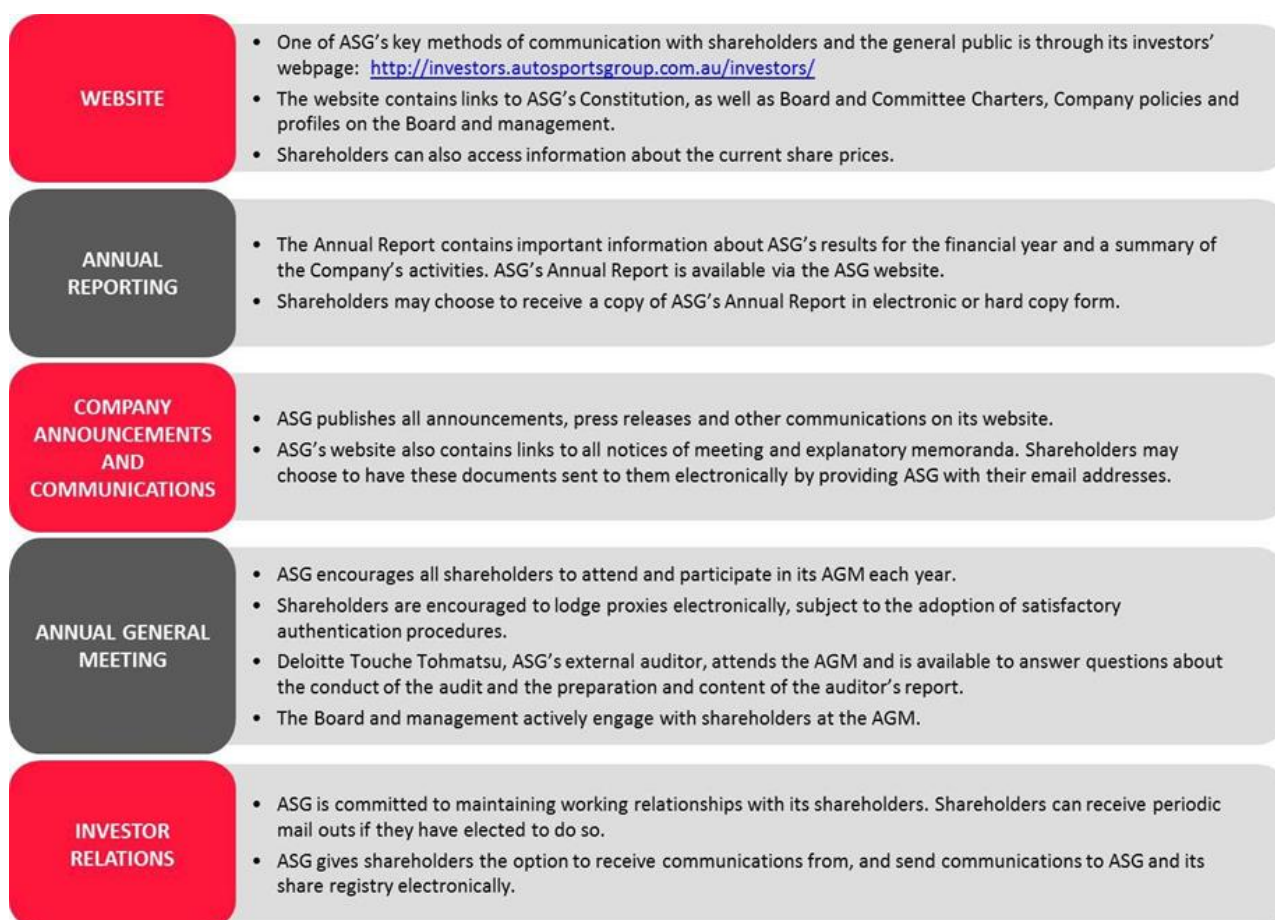 WEBSITE
• One of ASG's key methods of communication with shareholders and the general public is through its investors'
webpage: http://investors.autosportsgroup.com.au/investors/
• The website contains links to ASG's Constitution, as well as Board and Committee Charters, Company policies and
profiles on the Board and management.
• Shareholders can also access information about the current share prices.
ANNUAL
REPORTING
• The Annual Report contains important information about ASG's results for the financial year and a summary of
the Company's activities. ASG's Annual Report is available via the ASG website.
• Shareholders may choose to receive a copy of ASG's Annual Report in electronic or hard copy form.
COMPANY
ANNOUNCEMENTS
AND
COMMUNICATIONS
• ASG publishes all announcements, press releases and other communications on its website.
• ASG's website also contains links to all notices of meeting and explanatory memoranda. Shareholders may
choose to have these documents sent to them electronically by providing ASG with their email addresses.
ANNUAL GENERAL
MEETING
• ASG encourages all shareholders to attend and participate in its AGM each year.
• Shareholders are encouraged to lodge proxies electronically, subject to the adoption of satisfactory
authentication procedures.
• Deloitte Touche Tohmatsu, ASG's external auditor, attends the AGM and is available to answer questions about
the conduct of the audit and the preparation and content of the auditor's report.
• The Board and management actively engage with shareholders at the AGM.
INVESTOR
RELATIONS
• ASG is committed to maintaining working relationships with its shareholders. Shareholders can receive periodic
mail outs if they have elected to do so.
• ASG gives shareholders the option to receive communications from, and send communications to ASG and its
share registry electronically.